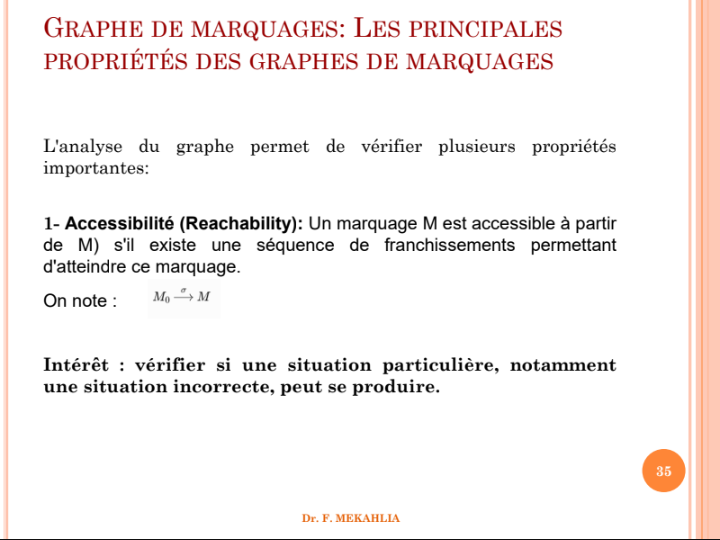 GRAPHE DE MARQUAGES: LES PRINCIPALES
PROPRIÉTÉS DES GRAPHES DE MARQUAGES
L'analyse du graphe permet de vérifier plusieurs propriétés
importantes:
1- Accessibilité (Reachability): Un marquage M est accessible à partir
de M) s'il existe une séquence de franchissements permettant
d'atteindre ce marquage.
On note : M₀ —σ→ M
Intérêt : vérifier si une situation particulière, notamment
une situation incorrecte, peut se produire.
35
Dr. F. MEKAHLIA